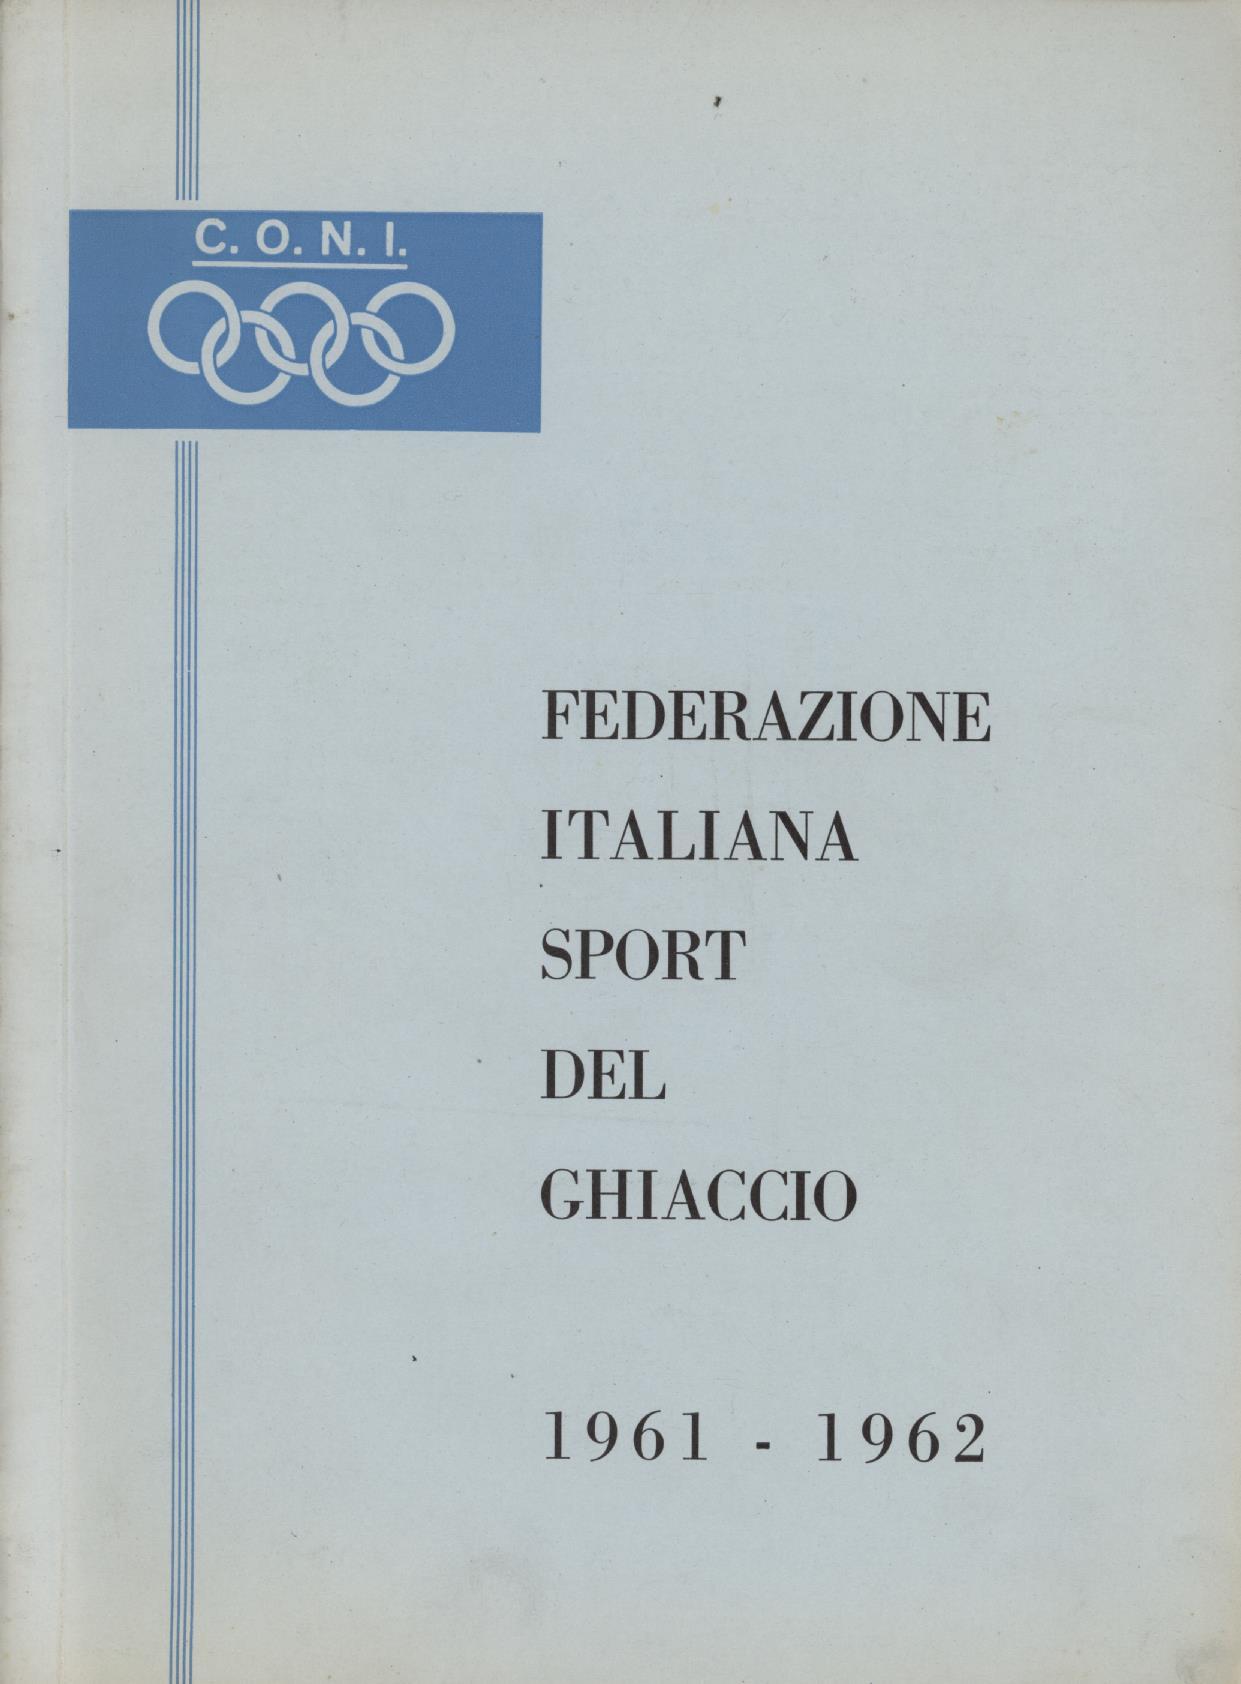 C. O. N. I.
FEDERAZIONE
ITALIANA
SPORT
DEL
GHIACCIO
1961 - 1962